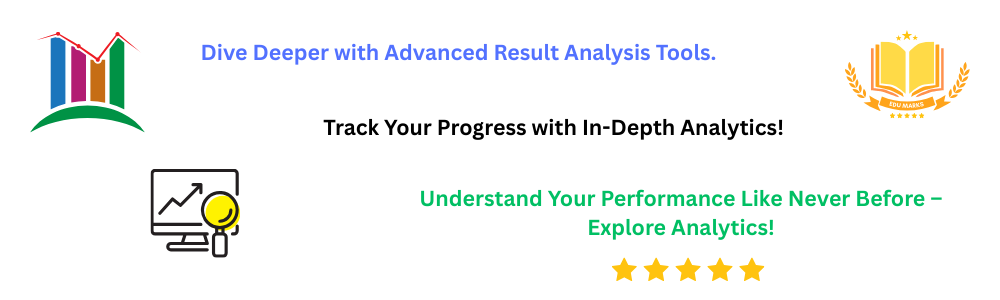 Dive Deeper with Advanced Result Analysis Tools.
EDU MARKS
Track Your Progress with In-Depth Analytics!
Understand Your Performance Like Never Before –
Explore Analytics!